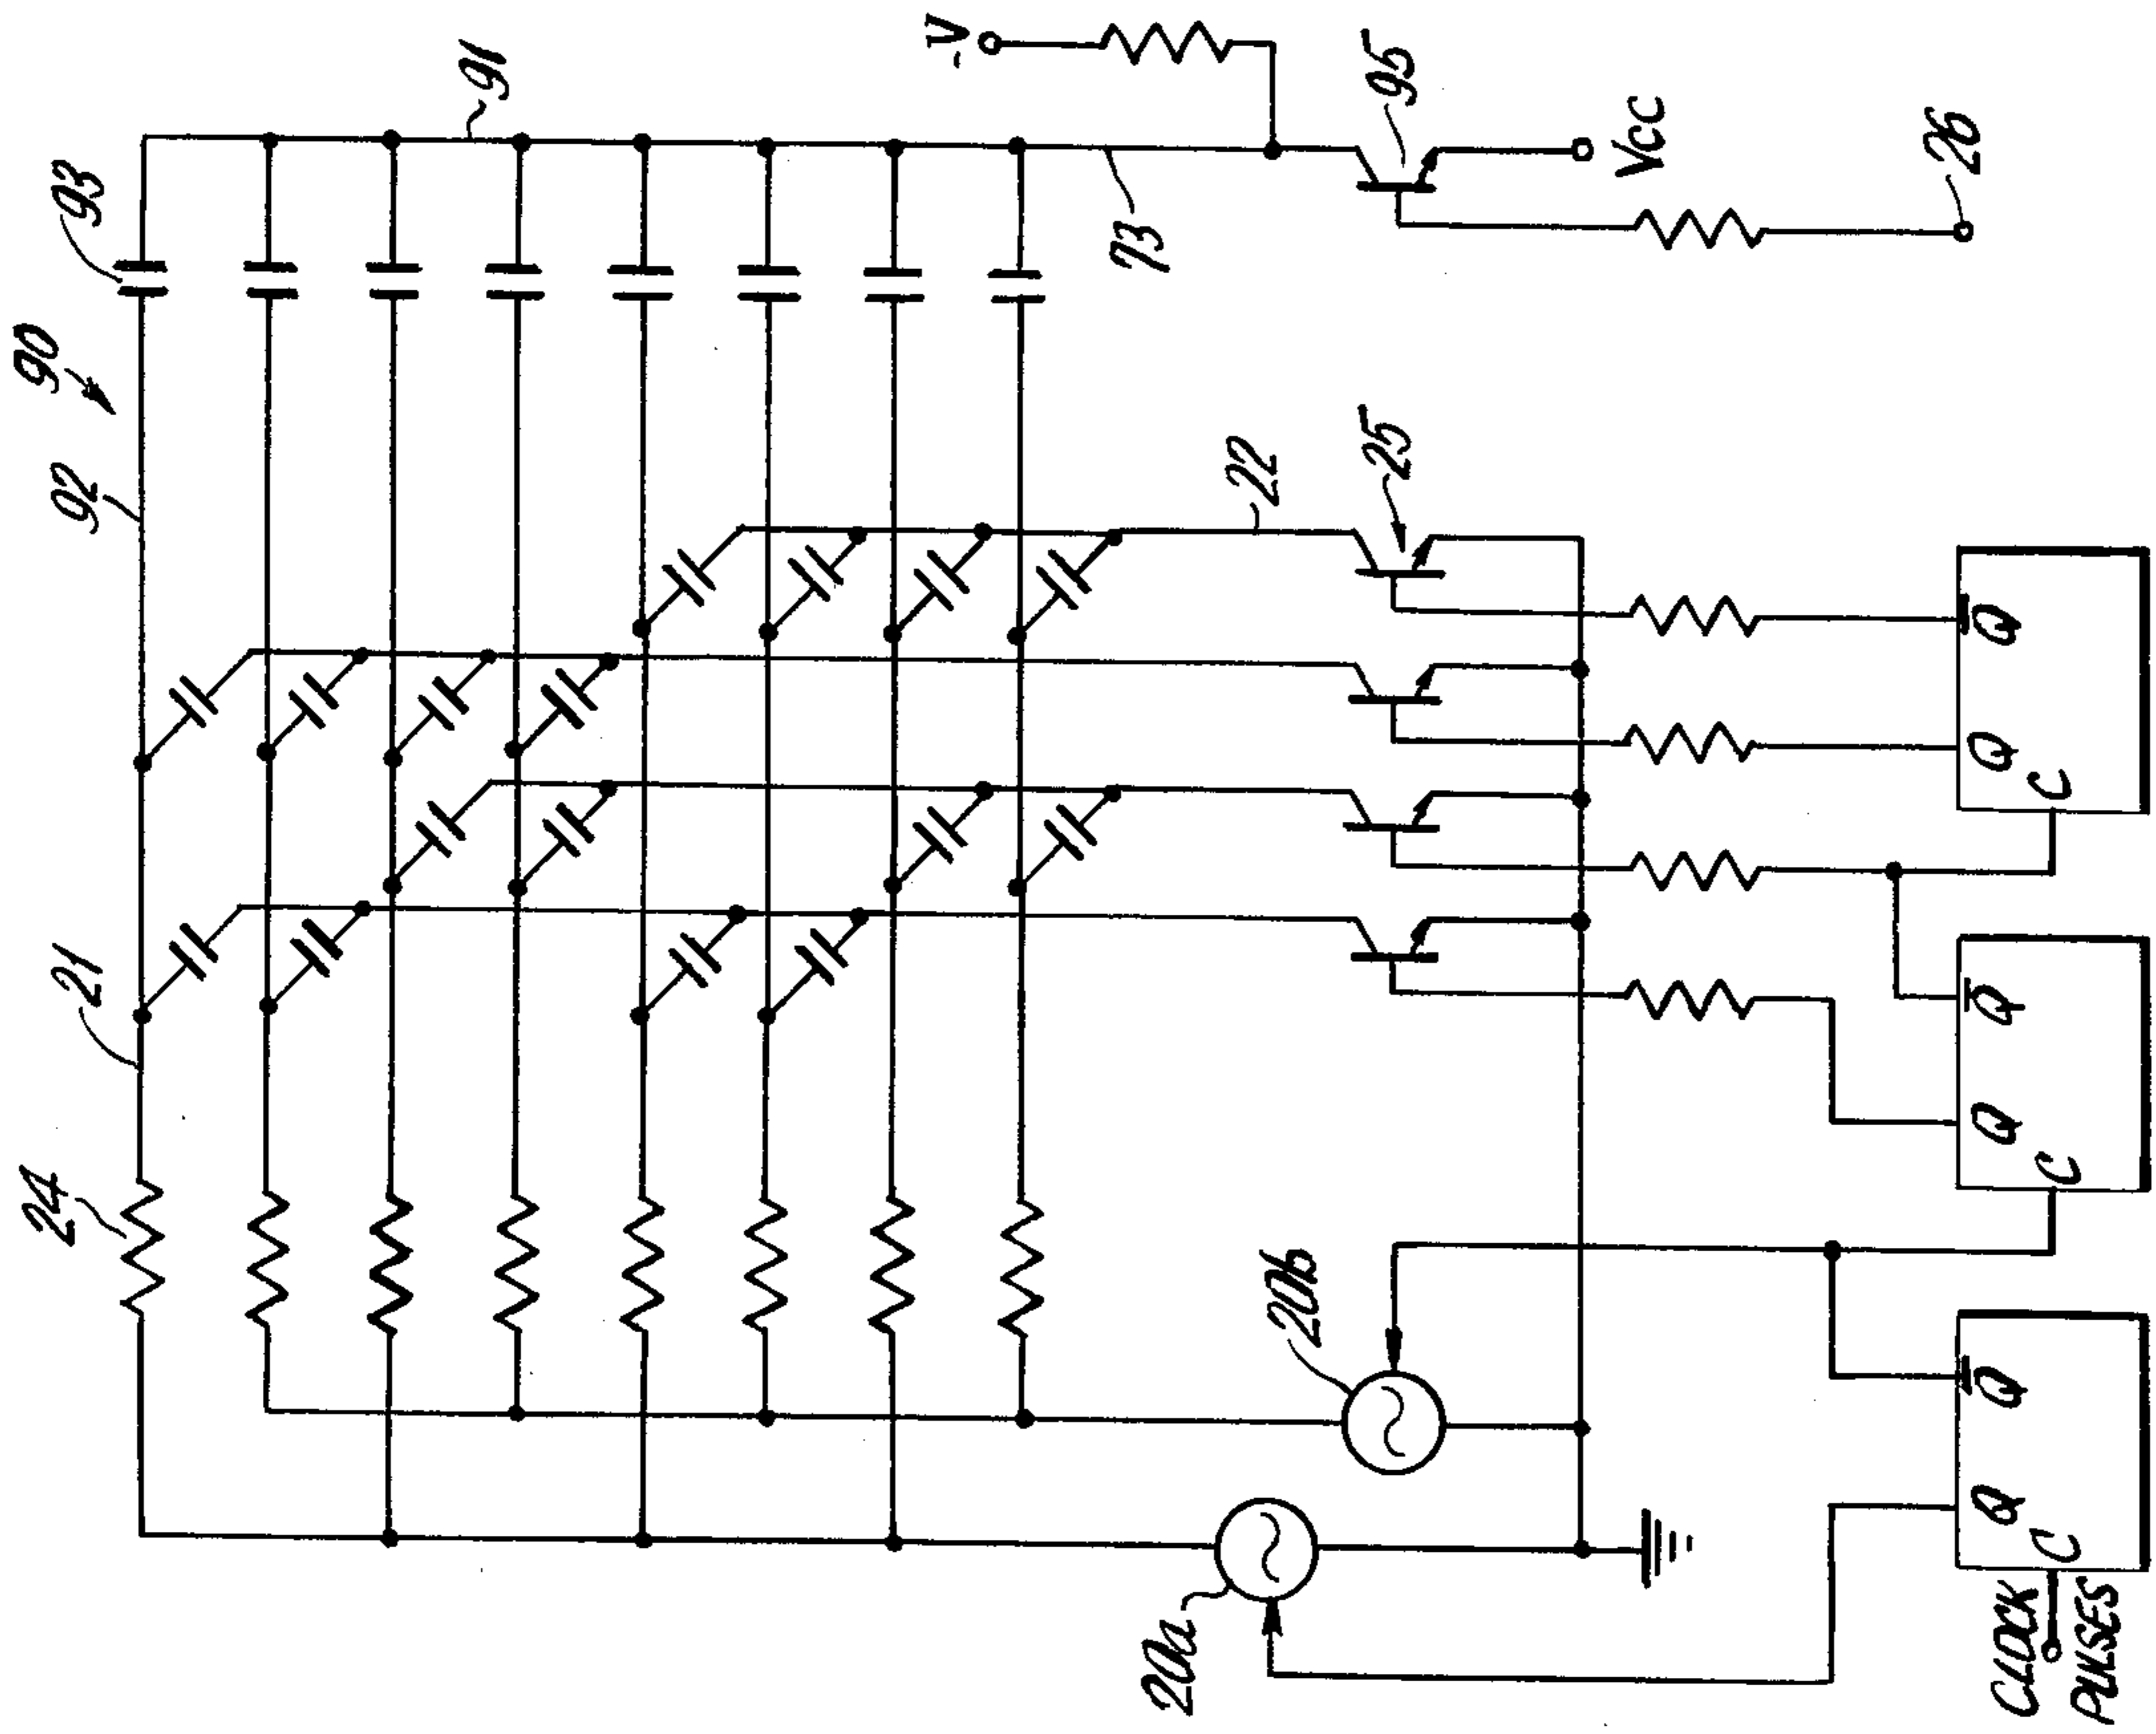 90
24
21
92
93
91
-V
73
20a
20b
22
25
95
VCC
26
Q
Q̅
Q
Q̅
Q
Q̅
C
C
C
CLOCK
PULSES